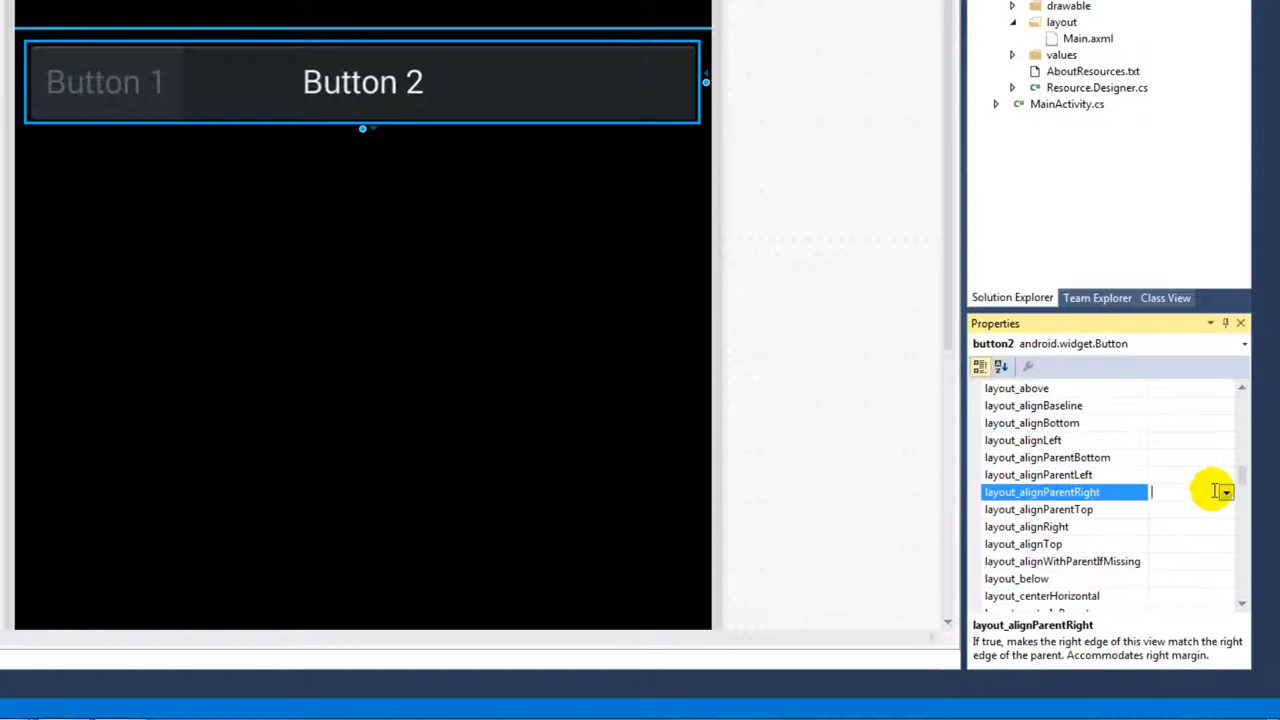 drawable
layout
Main.axml
values
AboutResources.txt
Resource.Designer.cs
MainActivity.cs
Button 1
Button 2
Solution Explorer Team Explorer Class View
Properties
button2 android.widget.Button
layout_above
layout_alignBaseline
layout_alignBottom
layout_alignLeft
layout_alignParentBottom
layout_alignParentLeft
layout_alignParentRight
layout_alignParentTop
layout_alignRight
layout_alignTop
layout_alignWithParentIfMissing
layout_below
layout_centerHorizontal
layout_alignParentRight
If true, makes the right edge of this view match the right
edge of the parent. Accommodates right margin.